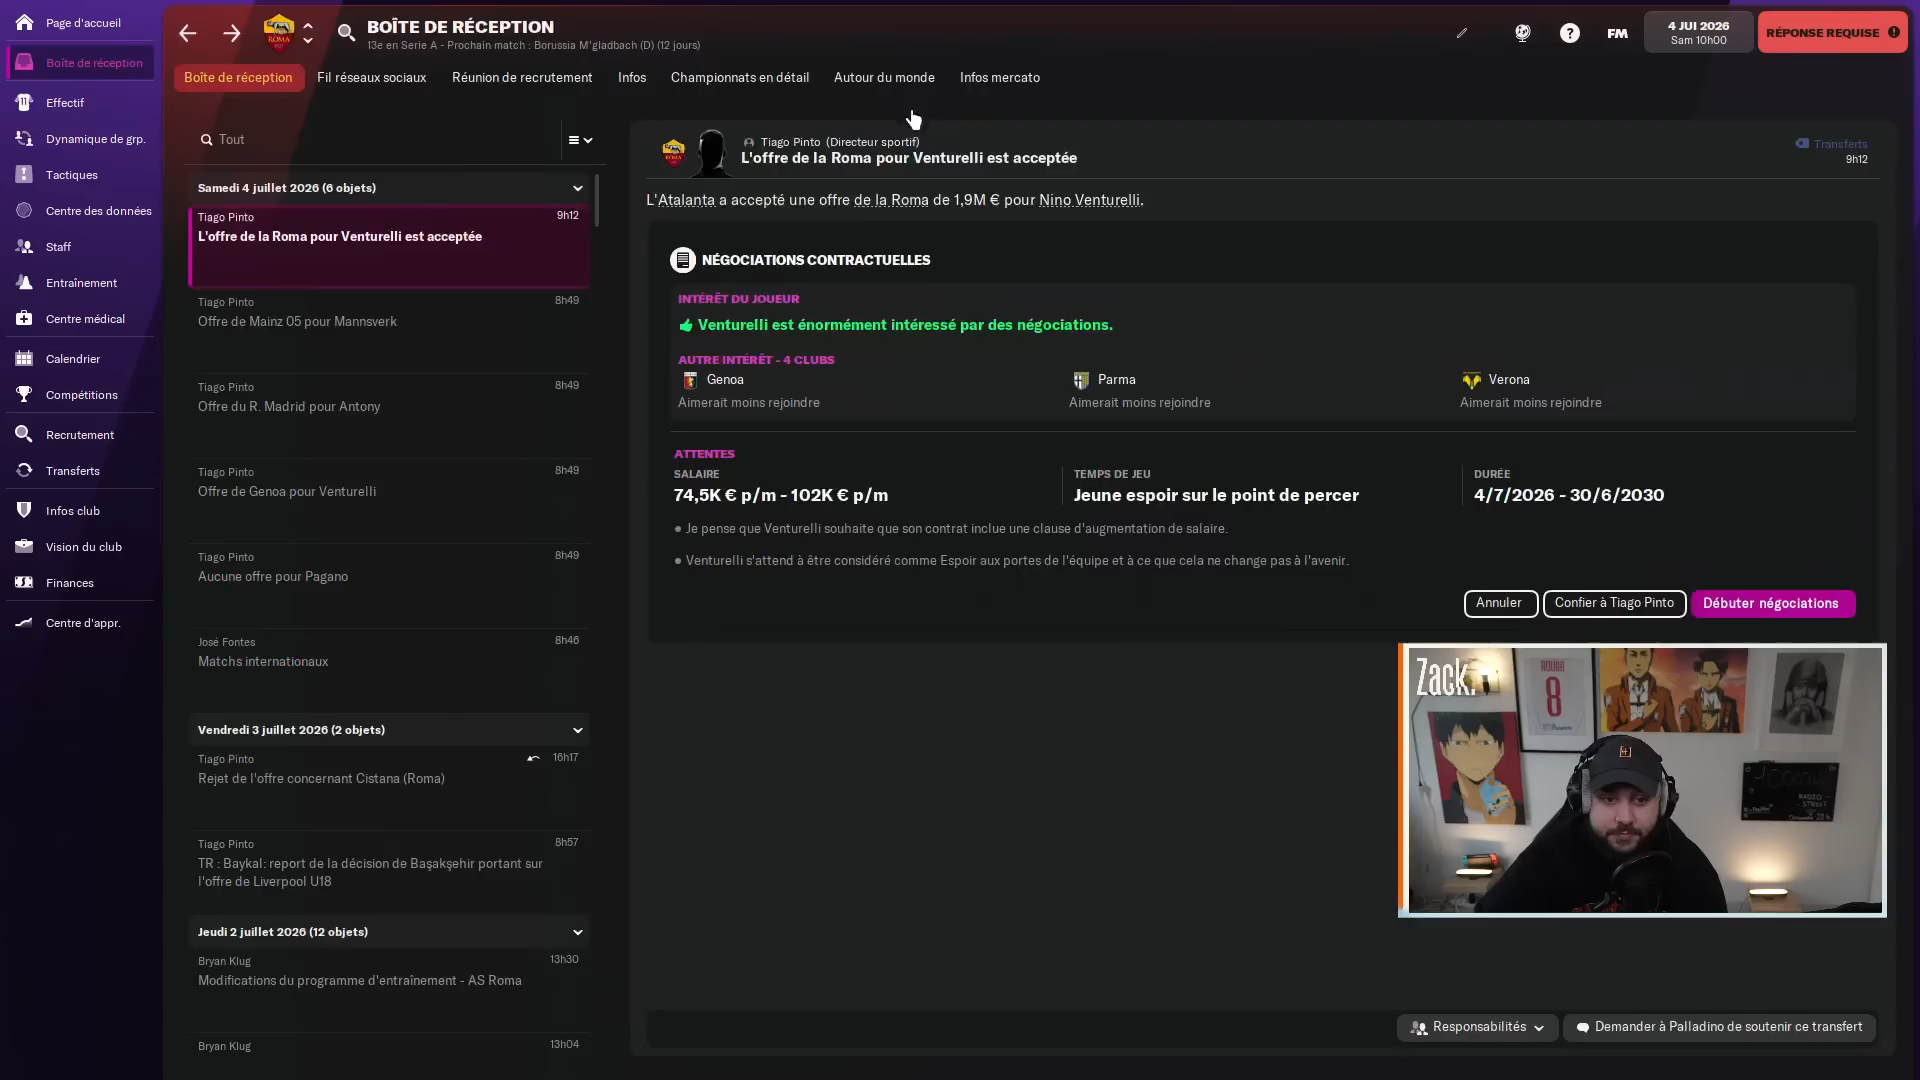 Page d'accueil
Boîte de réception
Effectif
Dynamique de grp.
Tactiques
Centre des données
Staff
Entraînement
Centre médical
Calendrier
Compétitions
Recrutement
Transferts
Infos club
Vision du club
Finances
Centre d'appr.
ROMA
BOÎTE DE RÉCEPTION
13e en Serie A - Prochain match : Borussia M'gladbach (D) (12 jours)
FM
4 JUI 2026
Sam 10h00
RÉPONSE REQUISE
Boîte de réception
Fil réseaux sociaux
Réunion de recrutement
Infos
Championnats en détail
Autour du monde
Infos mercato
Tout
Samedi 4 juillet 2026 (6 objets)
Tiago Pinto 9h12
L'offre de la Roma pour Venturelli est acceptée
Tiago Pinto 8h49
Offre de Mainz 05 pour Mannsverk
Tiago Pinto 8h49
Offre du R. Madrid pour Antony
Tiago Pinto 8h49
Offre de Genoa pour Venturelli
Tiago Pinto 8h49
Aucune offre pour Pagano
José Fontes 8h46
Matchs internationaux
Vendredi 3 juillet 2026 (2 objets)
Tiago Pinto 16h17
Rejet de l'offre concernant Cistana (Roma)
Tiago Pinto 8h57
TR : Baykal: report de la décision de Başakşehir portant sur
l'offre de Liverpool U18
Jeudi 2 juillet 2026 (12 objets)
Bryan Klug 13h30
Modifications du programme d'entraînement - AS Roma
Bryan Klug 13h04
Tiago Pinto (Directeur sportif)
L'offre de la Roma pour Venturelli est acceptée
Transferts
9h12
L'Atalanta a accepté une offre de la Roma de 1,9M € pour Nino Venturelli.
NÉGOCIATIONS CONTRACTUELLES
INTÉRÊT DU JOUEUR
Venturelli est énormément intéressé par des négociations.
AUTRE INTÉRÊT - 4 CLUBS
Genoa
Aimerait moins rejoindre
Parma
Aimerait moins rejoindre
Verona
Aimerait moins rejoindre
ATTENTES
SALAIRE
74,5K € p/m - 102K € p/m
TEMPS DE JEU
Jeune espoir sur le point de percer
DURÉE
4/7/2026 - 30/6/2030
● Je pense que Venturelli souhaite que son contrat inclue une clause d'augmentation de salaire.
● Venturelli s'attend à être considéré comme Espoir aux portes de l'équipe et à ce que cela ne change pas à l'avenir.
Annuler
Confier à Tiago Pinto
Débuter négociations
Zack.
8
Responsabilités
Demander à Palladino de soutenir ce transfert